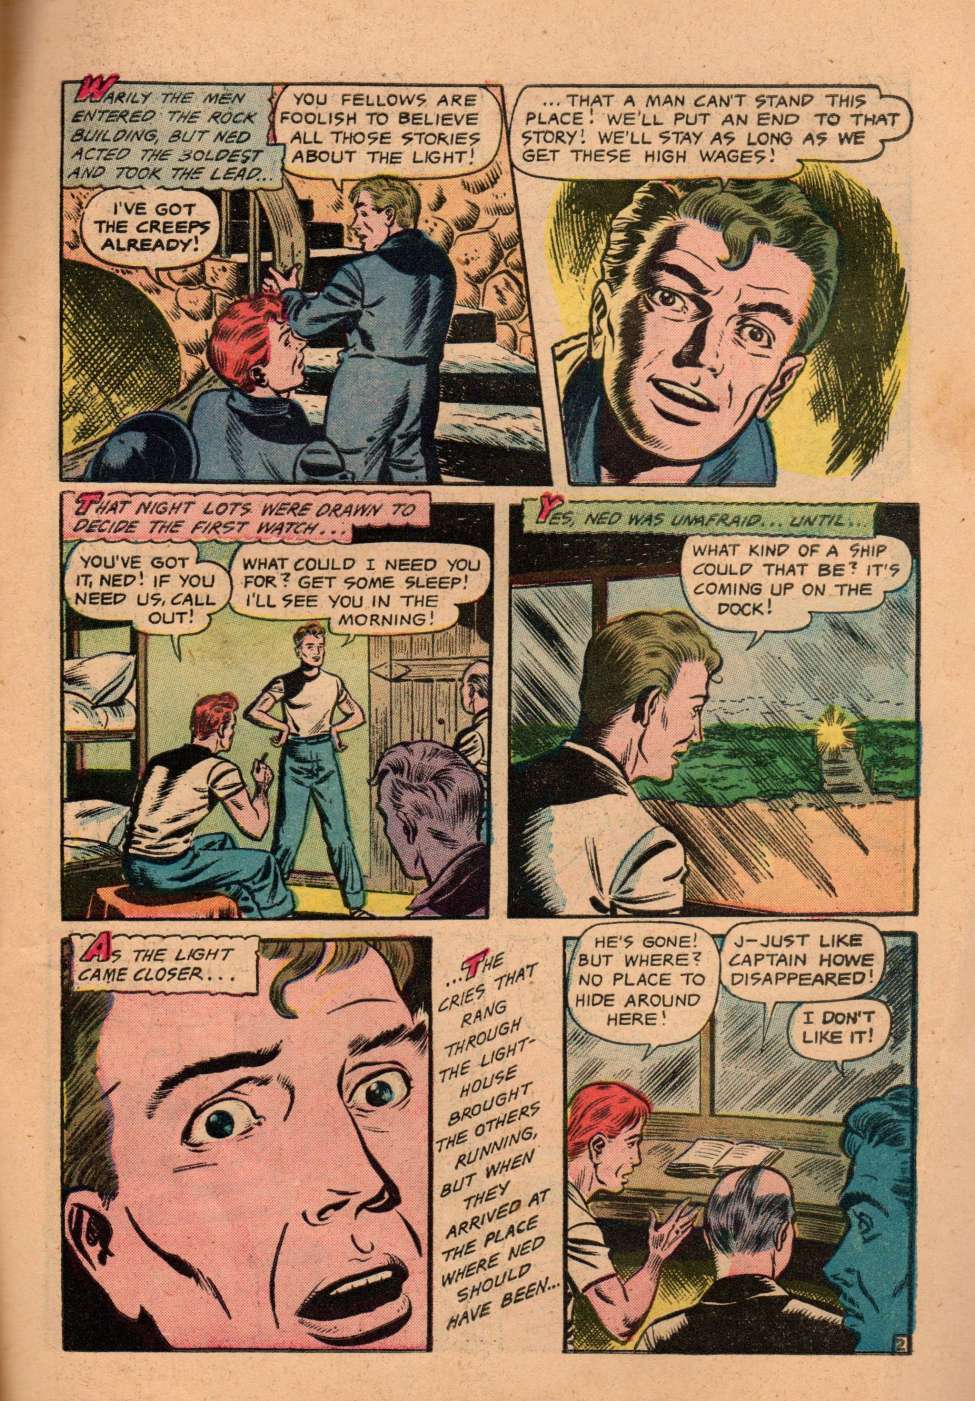 WARILY THE MEN
ENTERED THE ROCK
BUILDING, BUT NED
ACTED THE BOLDEST
AND TOOK THE LEAD...
YOU FELLOWS ARE
FOOLISH TO BELIEVE
ALL THOSE STORIES
ABOUT THE LIGHT!
I'VE GOT
THE CREEPS
ALREADY!
...THAT A MAN CAN'T STAND THIS
PLACE! WE'LL PUT AN END TO THAT
STORY! WE'LL STAY AS LONG AS WE
GET THESE HIGH WAGES!
THAT NIGHT LOTS WERE DRAWN TO
DECIDE THE FIRST WATCH...
YOU'VE GOT
IT, NED! IF YOU
NEED US, CALL
OUT!
WHAT COULD I NEED YOU
FOR? GET SOME SLEEP!
I'LL SEE YOU IN THE
MORNING!
YES, NED WAS UNAFRAID... UNTIL...
WHAT KIND OF A SHIP
COULD THAT BE? IT'S
COMING UP ON THE
DOCK!
AS THE LIGHT
CAME CLOSER...
...THE
CRIES THAT
RANG
THROUGH
THE LIGHT-
HOUSE
BROUGHT
THE OTHERS
RUNNING,
BUT WHEN
THEY
ARRIVED AT
THE PLACE
WHERE NED
SHOULD
HAVE BEEN...
HE'S GONE!
BUT WHERE?
NO PLACE TO
HIDE AROUND
HERE!
J-JUST LIKE
CAPTAIN HOWE
DISAPPEARED!
I DON'T
LIKE IT!
2